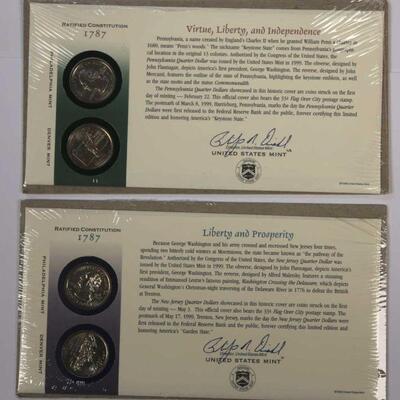 RATIFIED CONSTITUTION
1787
PHILADELPHIA MINT
DENVER MINT
Virtue, Liberty, and Independence
Pennsylvania, a name created by England's Charles II when he granted William Penn a charter in
1680, means "Penn's woods." The nickname "Keystone State" comes from Pennsylvania's
location in the original 13 colonies. Authorized by the Congress of the United States, the
Pennsylvania Quarter Dollar was issued by the United States Mint in 1999. The obverse, designed by
John Flannagan, depicts America's first president, George Washington. The reverse, designed by John
Mercanti, features the outline of the state of Pennsylvania, highlighting the keystone emblem, as well
as the state motto and the statue Commonwealth
The Pennsylvania Quarter Dollars showcased in this historic cover are coins struck on the first
day of mining — February 22. This official cover also bears the 33¢ Flag Over City postage stamp.
The postmark of March 8, 1999, Harrisburg, Pennsylvania, marks the day the Pennsylvania Quarter Dollars
were first released to the Federal Reserve Bank and the public, forever certifying this limited edition
and honoring America's "Keystone State."
UNITED STATES MINT
RATIFIED CONSTITUTION
1787
PHILADELPHIA MINT
DENVER MINT
Liberty and Prosperity
Because George Washington and his army crossed and recrossed New Jersey four times,
spending two bitterly cold winters at Morristown, the state became known as "the pathway of the
Revolution." Authorized by the Congress of the United States, the New Jersey Quarter Dollar was
issued by the United States Mint in 1999. The obverse, designed by John Flannagan, depicts America's
first president, George Washington. The reverse, designed by Alfred Maletsky, features a stamping
rendition of Emmanuel Leutze's famous painting, Washington Crossing the Delaware, which depicts
General Washington's Christmas-night traversing of the Delaware River in 1776 to defeat the British
at Trenton.
The New Jersey Quarter Dollars showcased in this historic cover are coins struck on the first
day of mining — May 3. This official cover also bears the 33¢ Flag Over City postage stamp. The
postmark of May 17, 1999, Trenton, New Jersey, marks the day the New Jersey Quarter Dollars were
first released to the Federal Reserve Bank and the public, forever certifying this limited edition and
honoring America's "Garden State."
Director, United States Mint
UNITED STATES MINT